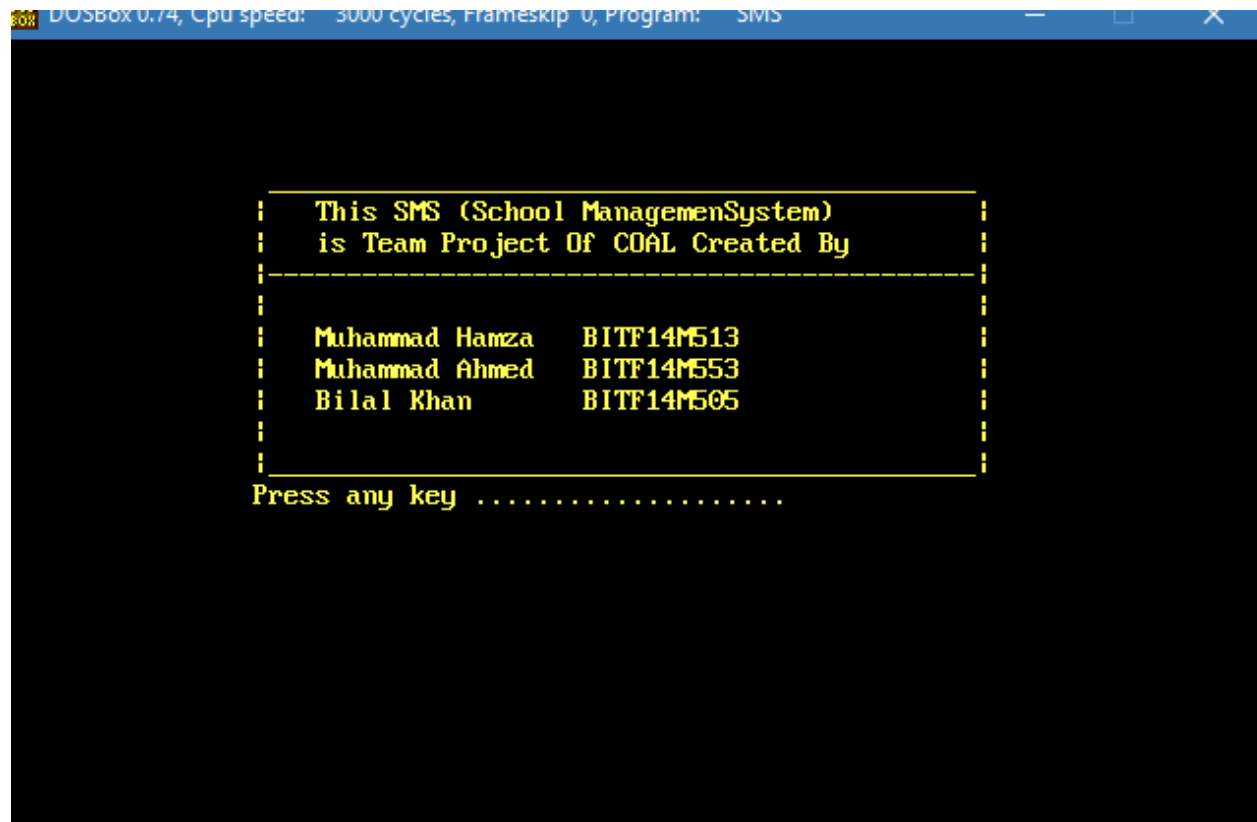 DOSBox 0.74, Cpu speed: 3000 cycles, Frameskip 0, Program: SMS
This SMS (School ManagemenSystem)
is Team Project Of COAL Created By
Muhammad Hamza BITF14M513
Muhammad Ahmed BITF14M553
Bilal Khan BITF14M505
Press any key ....................